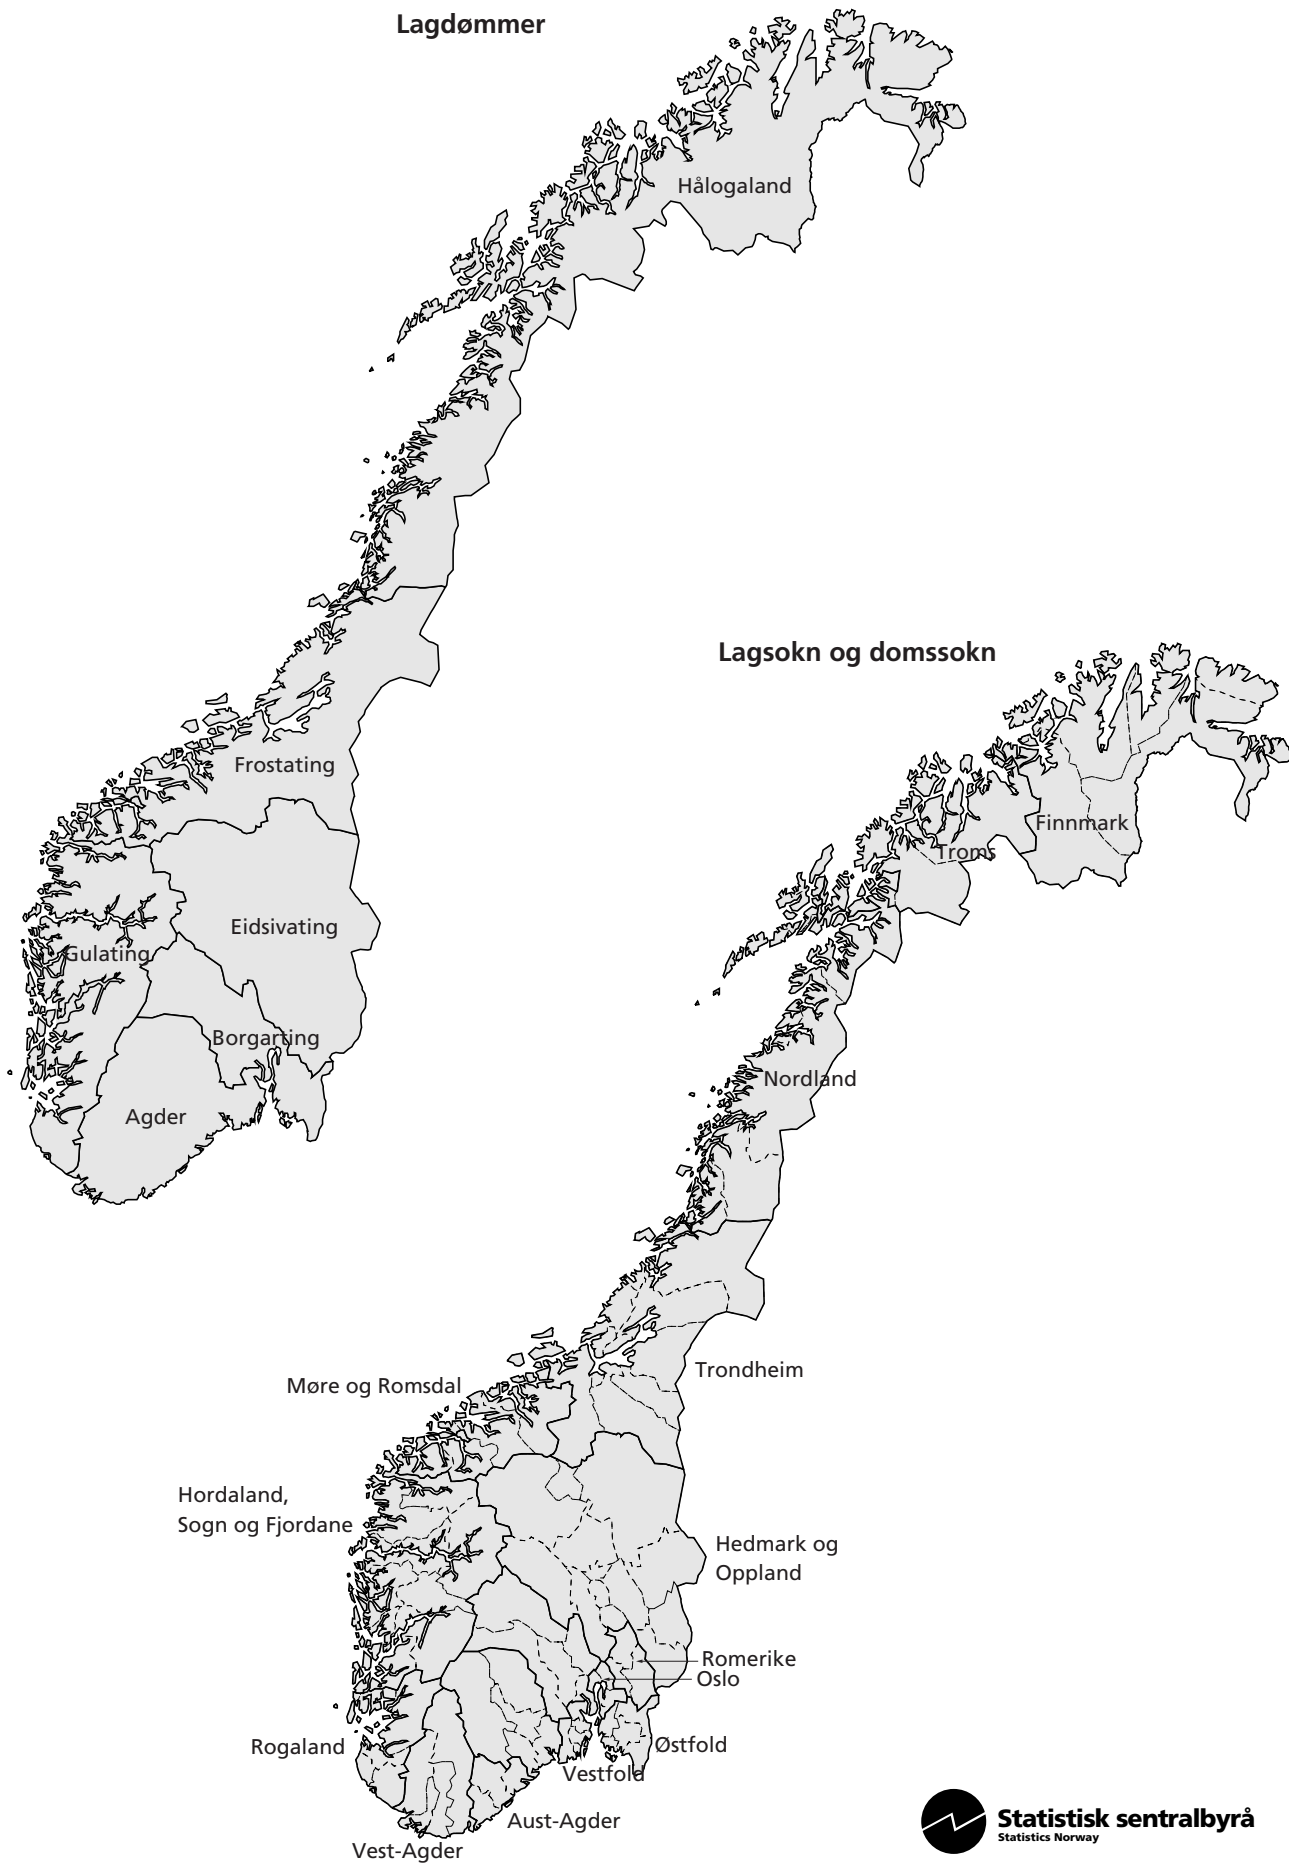 Lagdømmer
Hålogaland
Frostating
Eidsivating
Gulating
Borgarting
Agder
Lagsokn og domssokn
Finnmark
Troms
Nordland
Trondheim
Møre og Romsdal
Hordaland,
Sogn og Fjordane
Hedmark og
Oppland
Romerike
Oslo
Østfold
Rogaland
Vestfold
Aust-Agder
Vest-Agder
Statistisk sentralbyrå
Statistics Norway